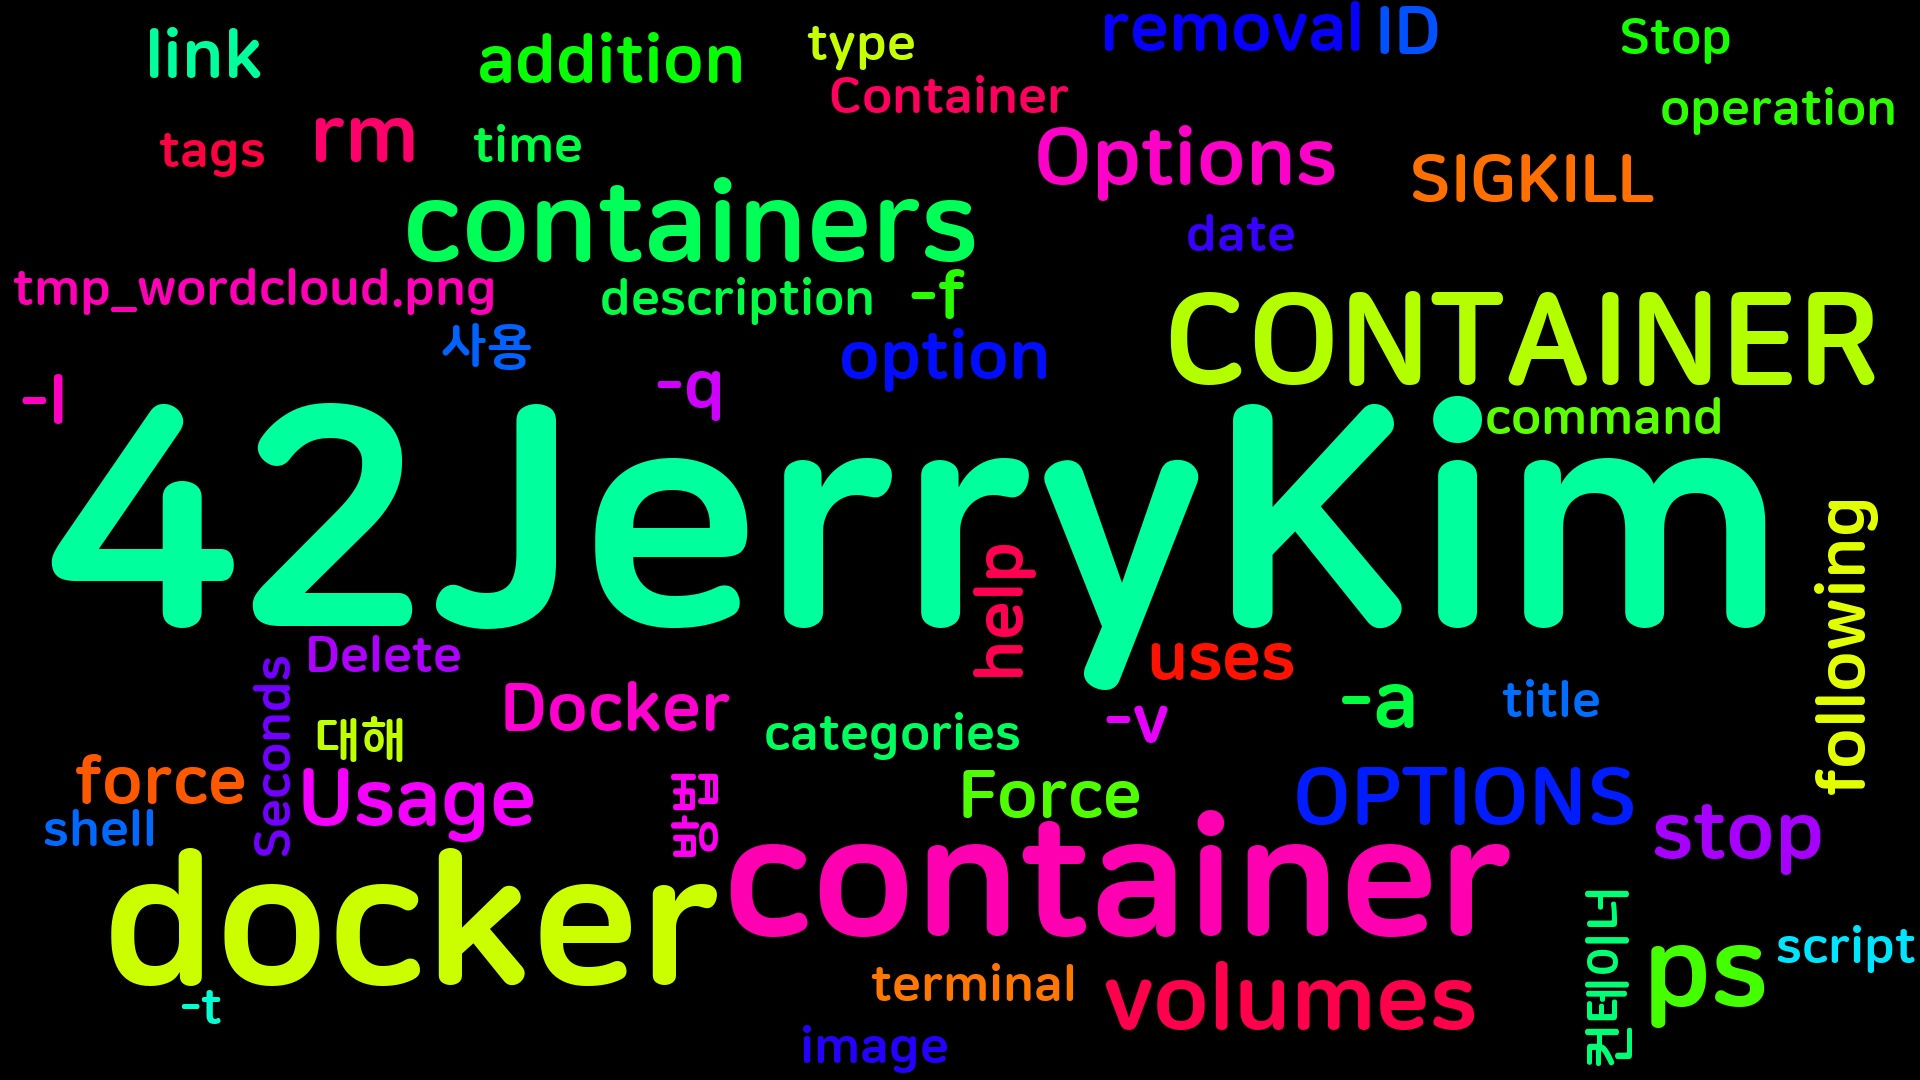 link
addition
type
removal
ID
Stop
Container
operation
tags
rm
time
Options
SIGKILL
containers
date
tmp_wordcloud.png
description
-f
사용
option
CONTAINER
-l
-q
command
42JerryKim
help
following
Delete
uses
Seconds
Docker
-v
-a
title
대해
categories
force
Usage
방법
Force
OPTIONS
shell
stop
docker
container
컨테이너
ps
script
-t
terminal
volumes
image